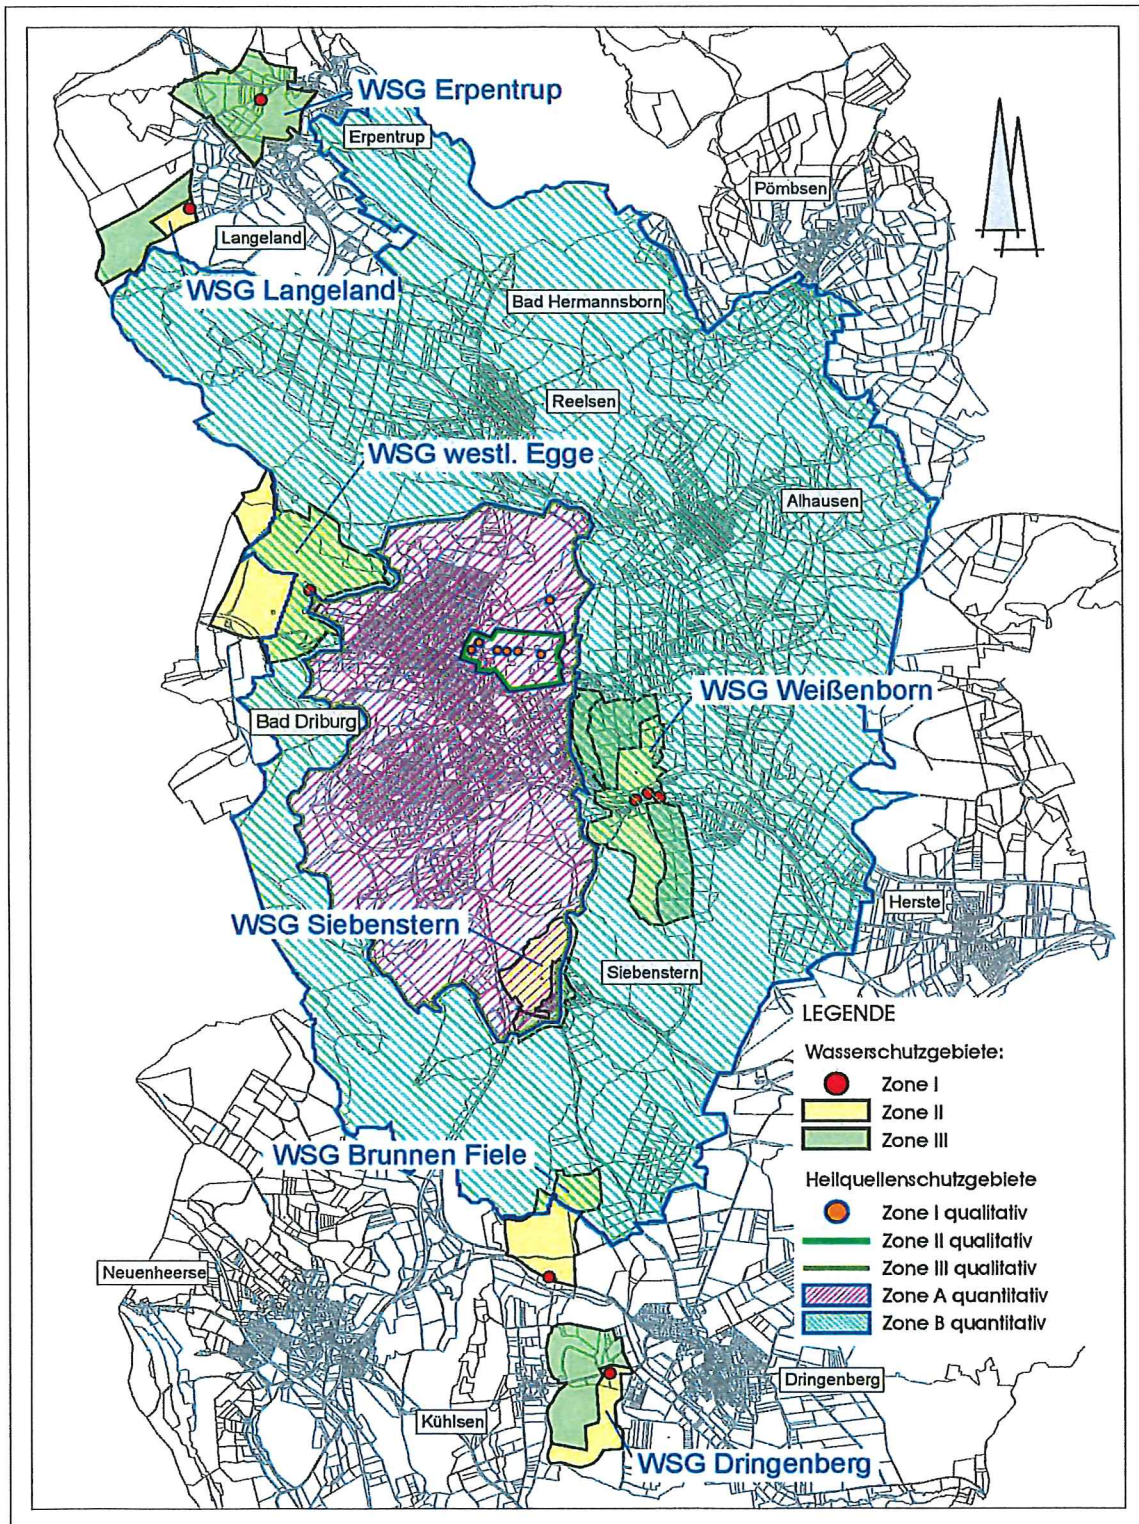 WSG Erpentrup
Erpentrup
Pömbsen
Langeland
WSG Langeland
Bad Hermannsborn
Reelsen
WSG westl. Egge
Alhausen
WSG Weißenborn
Bad Driburg
Herste
WSG Siebenstern
Siebenstern
LEGENDE
Wasserschutzgebiete:
Zone I
Zone II
Zone III
WSG Brunnen Fiele
Heilquellenschutzgebiete
Zone I qualitativ
Zone II qualitativ
Zone III qualitativ
Zone A quantitativ
Zone B quantitativ
Neuenheerse
Dringenberg
Kühlsen
WSG Dringenberg